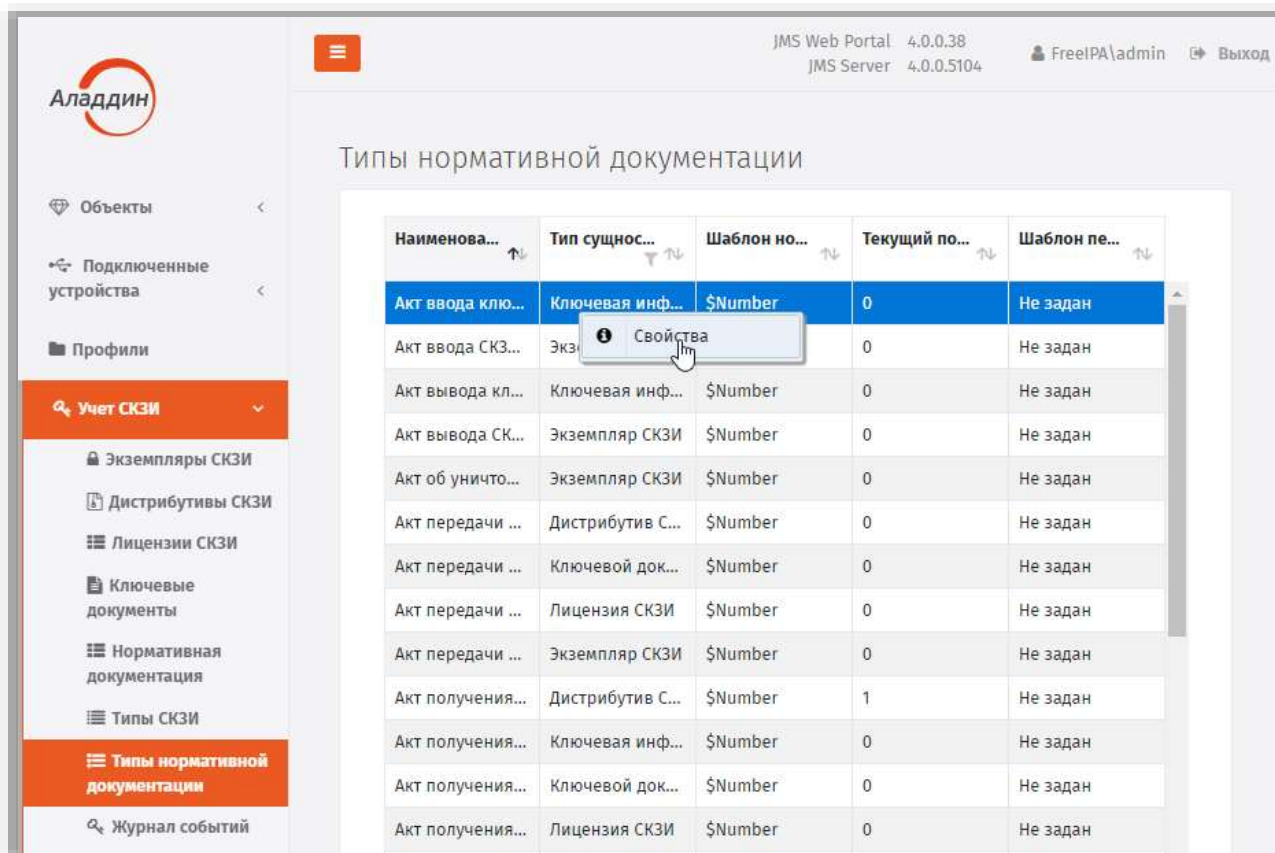 JMS Web Portal 4.0.0.38
JMS Server 4.0.0.5104
FreeIPA\admin
Выход
Аладдин
Объекты
Подключенные
устройства
Профили
Учет СКЗИ
Экземпляры СКЗИ
Дистрибутивы СКЗИ
Лицензии СКЗИ
Ключевые
документы
Нормативная
документация
Типы СКЗИ
Типы нормативной
документации
Журнал событий
Типы нормативной документации
Наименова... Тип сущнос... Шаблон но... Текущий по... Шаблон пе...
Акт ввода клю... Ключевая инф... $Number 0 Не задан
Свойства
Акт ввода СКЗ... Экз 0 Не задан
Акт вывода кл... Ключевая инф... $Number 0 Не задан
Акт вывода СК... Экземпляр СКЗИ $Number 0 Не задан
Акт об уничто... Экземпляр СКЗИ $Number 0 Не задан
Акт передачи ... Дистрибутив С... $Number 0 Не задан
Акт передачи ... Ключевой док... $Number 0 Не задан
Акт передачи ... Лицензия СКЗИ $Number 0 Не задан
Акт передачи ... Экземпляр СКЗИ $Number 0 Не задан
Акт получения... Дистрибутив С... $Number 1 Не задан
Акт получения... Ключевая инф... $Number 0 Не задан
Акт получения... Ключевой док... $Number 0 Не задан
Акт получения... Лицензия СКЗИ $Number 0 Не задан